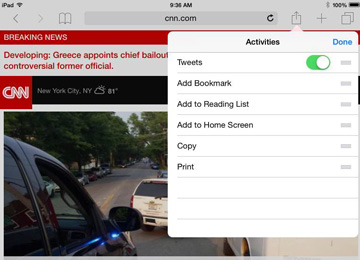 iPad
9:36 AM
100%
cnn.com
BREAKING NEWS
Developing: Greece appoints chief bailout
controversial former official.
CNN
New York City, NY 81°
Activities
Done
Tweets
Add Bookmark
Add to Reading List
Add to Home Screen
Copy
Print